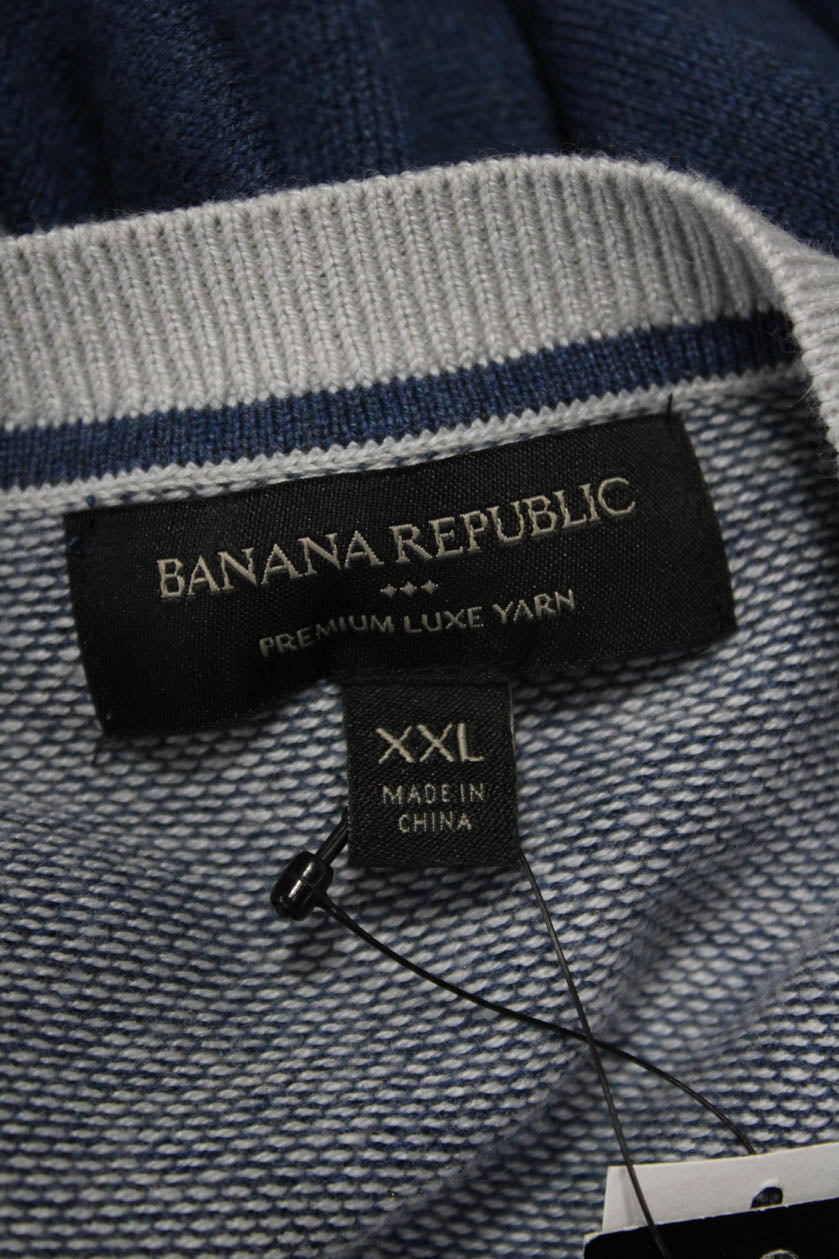 BANANA REPUBLIC
PREMIUM LUXE YARN
XXL
MADE IN
CHINA